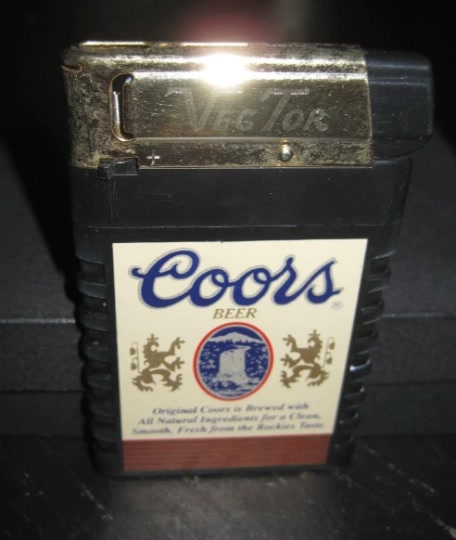 VECTOR
+
Coors
®
BEER
Original Coors is Brewed with
All Natural Ingredients for a Clean,
Smooth, Fresh from the Rockies Taste.